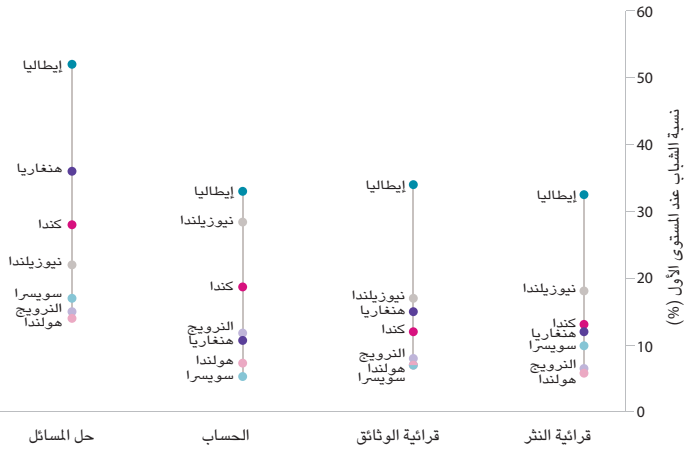 60
50
40
30
20
10
0
نسبة الشباب عند المستوى الأول (%)
إيطاليا
نيوزيلندا
كندا
هنغاريا
سويسرا
النرويج
هولندا
قرائية النثر
إيطاليا
نيوزيلندا
هنغاريا
كندا
النرويج
هولندا
سويسرا
قرائية الوثائق
إيطاليا
نيوزيلندا
كندا
النرويج
هنغاريا
هولندا
سويسرا
الحساب
إيطاليا
هنغاريا
كندا
نيوزيلندا
سويسرا
النرويج
هولندا
حل المسائل